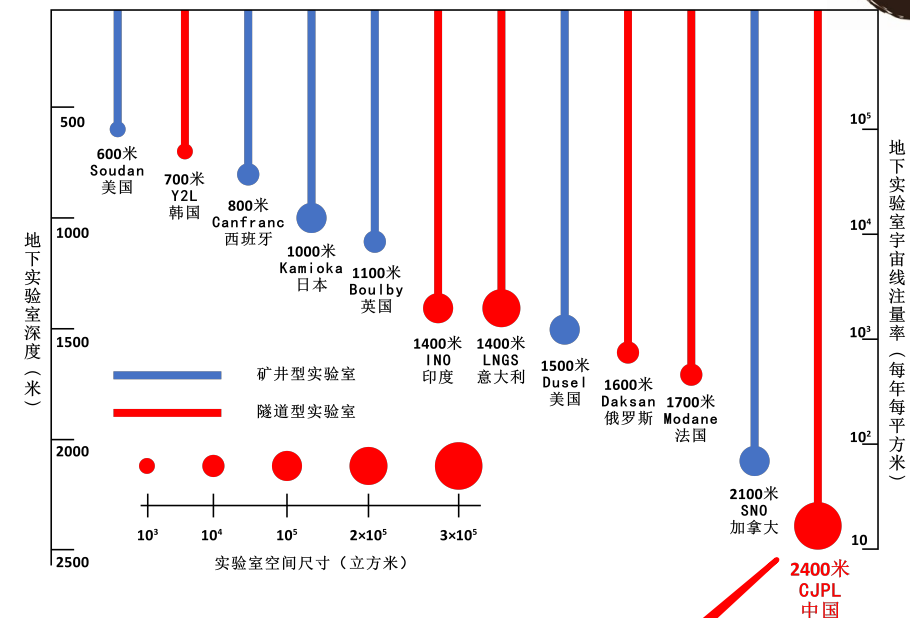 500
1000
1500
2000
2500
地下实验室深度（米）
600米
Soudan
美国
700米
Y2L
韩国
800米
Canfranc
西班牙
1000米
Kamioka
日本
1100米
Boulby
英国
1400米
INO
印度
1400米
LNGS
意大利
1500米
Dusel
美国
1600米
Daksan
俄罗斯
1700米
Modane
法国
2100米
SNO
加拿大
2400米
CJPL
中国
矿井型实验室
隧道型实验室
10³ 10⁴ 10⁵ 2×10⁵ 3×10⁵
实验室空间尺寸（立方米）
10⁵
10⁴
10³
10²
10
地下实验室宇宙线注量率（每年每平方米）